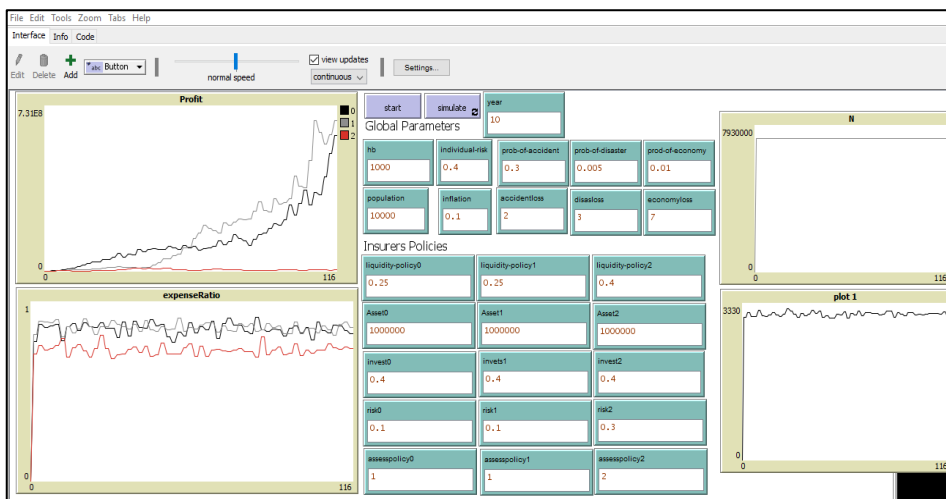 File Edit Tools Zoom Tabs Help
Interface Info Code
Edit Delete Add abc Button normal speed view updates continuous Settings...
Profit
7.31E8
0
1
2
0
0
116
expenseRatio
1
0
0
116
start simulate year
10
Global Parameters
hb individual-risk prob-of-accident prob-of-disaster prod-of-economy
1000 0.4 0.3 0.005 0.01
population inflation accidentloss disasloss economyloss
10000 0.1 2 3 7
Insurers Policies
liquidity-policy0 liquidity-policy1 liquidity-policy2
0.25 0.25 0.4
Asset0 Asset1 Asset2
1000000 1000000 1000000
invest0 invets1 invest2
0.4 0.4 0.4
risk0 risk1 risk2
0.1 0.1 0.3
assespolicy0 assespolicy1 assespolicy2
1 1 2
N
7930000
0
0
116
plot 1
3330
0
0
116